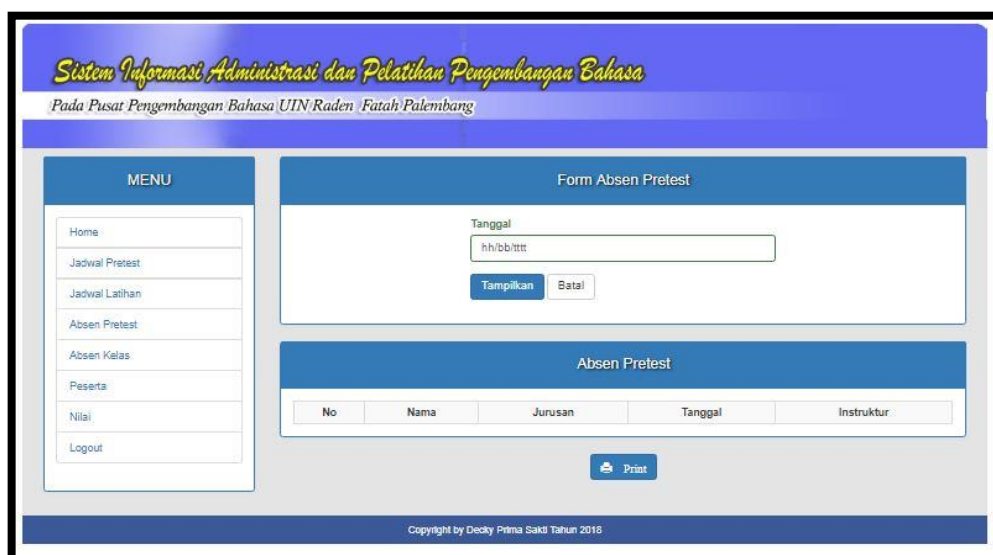 Sistem Informasi Administrasi dan Pelatihan Pengembangan Bahasa
Pada Pusat Pengembangan Bahasa UIN Raden Fatah Palembang
MENU
Home
Jadwal Pretest
Jadwal Latihan
Absen Pretest
Absen Kelas
Peserta
Nilai
Logout
Form Absen Pretest
Tanggal
hh/bb/tttt
Tampilkan Batal
Absen Pretest
No Nama Jurusan Tanggal Instruktur
Print
Copyright by Decky Prima Sakti Tahun 2018